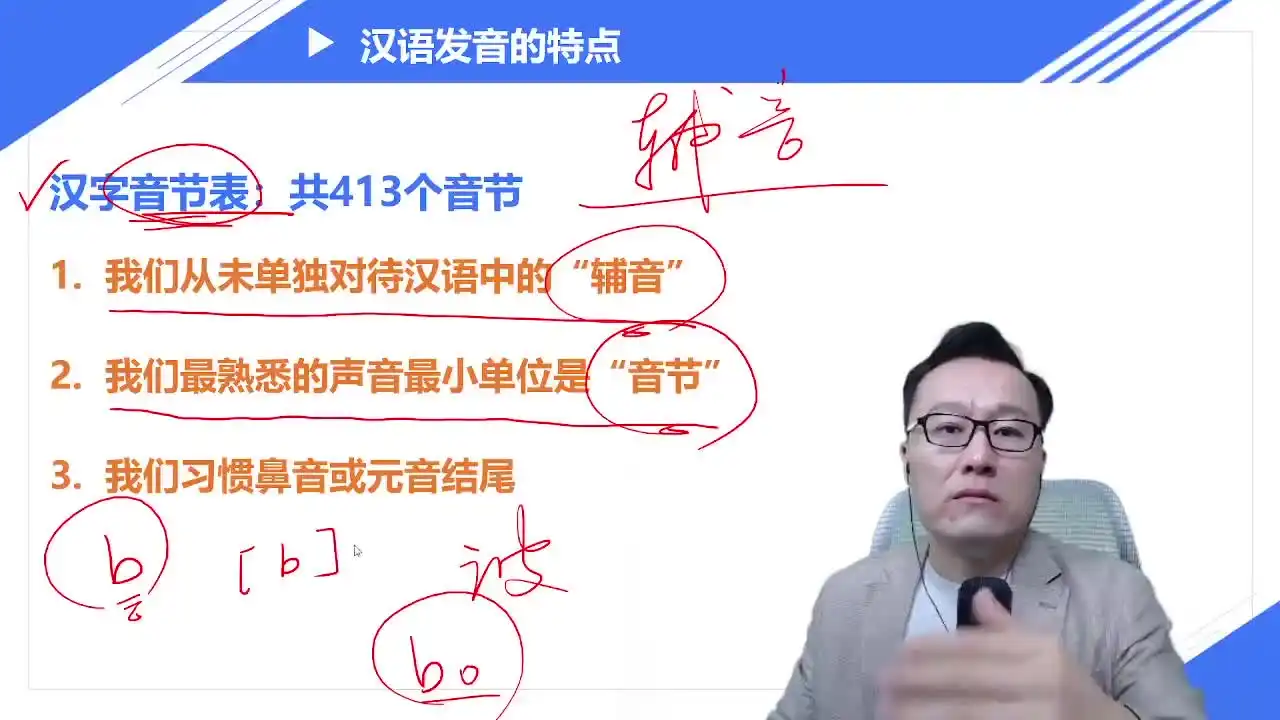 汉语发音的特点
辅音
汉字音节表：共413个音节
1. 我们从未单独对待汉语中的“辅音”
2. 我们最熟悉的声音最小单位是“音节”
3. 我们习惯鼻音或元音结尾
b [b] 波
bo